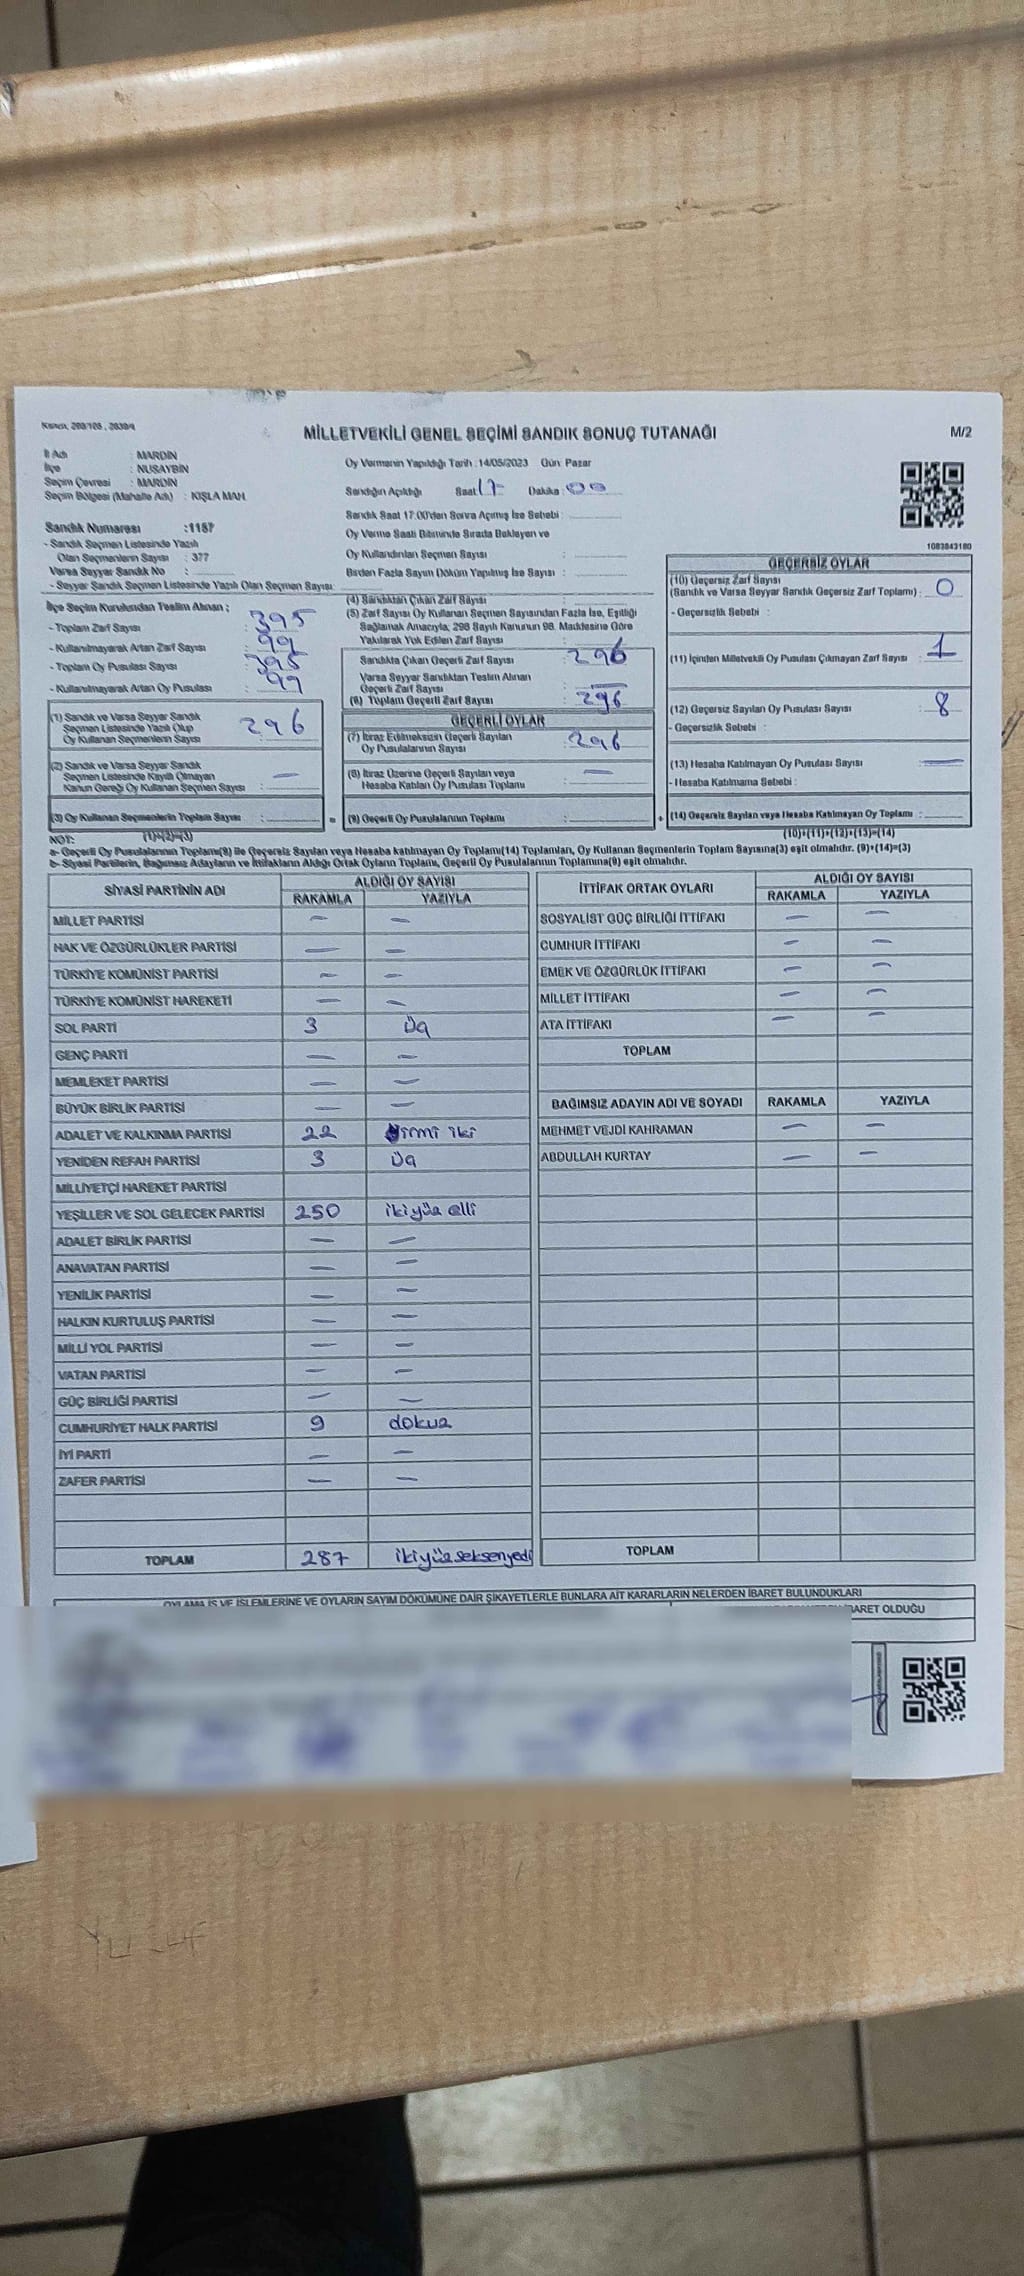 Kanun, 298/105 , 2839/4
MİLLETVEKİLİ GENEL SEÇİMİ SANDIK SONUÇ TUTANAĞI
M/2
İl Adı : MARDİN
İlçe : NUSAYBİN
Seçim Çevresi : MARDİN
Seçim Bölgesi (Mahalle Adı) : KIŞLA MAH.
Sandık Numarası :1157
- Sandık Seçmen Listesinde Yazılı
Olan Seçmenlerin Sayısı : 377
Varsa Seyyar Sandık No :
- Seyyar Sandık Seçmen Listesinde Yazılı Olan Seçmen Sayısı :
Oy Vermenin Yapıldığı Tarih :14/05/2023 Gün: Pazar
Sandığın Açıldığı Saat: 17 Dakika : 00
Sandık Saat 17:00'den Sonra Açılmış İse Sebebi :
Oy Verme Saati Bitiminde Sırada Bekleyen ve
Oy Kullandırılan Seçmen Sayısı :
Birden Fazla Sayım Döküm Yapılmış İse Sayısı :
1083843180
İlçe Seçim Kurulundan Teslim Alınan ;
- Toplam Zarf Sayısı : 395
- Kullanılmayarak Artan Zarf Sayısı : 99
- Toplam Oy Pusulası Sayısı : 395
- Kullanılmayarak Artan Oy Pusulası : 99
(1) Sandık ve Varsa Seyyar Sandık
Seçmen Listesinde Yazılı Olup
Oy Kullanan Seçmenlerin Sayısı : 296
(2) Sandık ve Varsa Seyyar Sandık
Seçmen Listesinde Kayıtlı Olmayan
Kanun Gereği Oy Kullanan Seçmen Sayısı : —
(3) Oy Kullanan Seçmenlerin Toplam Sayısı :
(1)+(2)=(3)
(4) Sandıktan Çıkan Zarf Sayısı :
(5) Zarf Sayısı Oy Kullanan Seçmen Sayısından Fazla İse, Eşitliği
Sağlamak Amacıyla, 298 Sayılı Kanunun 98. Maddesine Göre
Yakılarak Yok Edilen Zarf Sayısı :
Sandıkta Çıkan Geçerli Zarf Sayısı : 296
Varsa Seyyar Sandıktan Teslim Alınan
Geçerli Zarf Sayısı : —
(6) Toplam Geçerli Zarf Sayısı : 296
GEÇERLİ OYLAR
(7) İtiraz Edilmeksizin Geçerli Sayılan
Oy Pusulalarının Sayısı : 296
(8) İtiraz Üzerine Geçerli Sayılan veya
Hesaba Katılan Oy Pusulası Toplamı : —
= (9) Geçerli Oy Pusulalarının Toplamı :
GEÇERSİZ OYLAR
(10) Geçersiz Zarf Sayısı
(Sandık ve Varsa Seyyar Sandık Geçersiz Zarf Toplamı) : 0
- Geçersizlik Sebebi :
(11) İçinden Milletvekili Oy Pusulası Çıkmayan Zarf Sayısı : 1
(12) Geçersiz Sayılan Oy Pusulası Sayısı : 8
- Geçersizlik Sebebi :
(13) Hesaba Katılmayan Oy Pusulası Sayısı : —
- Hesaba Katılmama Sebebi :
+ (14) Geçersiz Sayılan veya Hesaba Katılmayan Oy Toplamı :
(10)+(11)+(12)+(13)=(14)
NOT:
a- Geçerli Oy Pusulalarının Toplamı(9) ile Geçersiz Sayılan veya Hesaba katılmayan Oy Toplamı(14) Toplamları, Oy Kullanan Seçmenlerin Toplam Sayısına(3) eşit olmalıdır. (9)+(14)=(3)
b- Siyasi Partilerin, Bağımsız Adayların ve İttifakların Aldığı Ortak Oyların Toplamı, Geçerli Oy Pusulalarının Toplamına(9) eşit olmalıdır.
SİYASİ PARTİNİN ADI ALDIĞI OY SAYISI
RAKAMLA YAZIYLA
MİLLET PARTİSİ — —
HAK VE ÖZGÜRLÜKLER PARTİSİ — —
TÜRKİYE KOMÜNİST PARTİSİ — —
TÜRKİYE KOMÜNİST HAREKETİ — —
SOL PARTİ 3 üç
GENÇ PARTİ — —
MEMLEKET PARTİSİ — —
BÜYÜK BİRLİK PARTİSİ — —
ADALET VE KALKINMA PARTİSİ 22 yirmi iki
YENİDEN REFAH PARTİSİ 3 üç
MİLLİYETÇİ HAREKET PARTİSİ
YEŞİLLER VE SOL GELECEK PARTİSİ 250 ikiyüz elli
ADALET BİRLİK PARTİSİ — —
ANAVATAN PARTİSİ — —
YENİLİK PARTİSİ — —
HALKIN KURTULUŞ PARTİSİ — —
MİLLİ YOL PARTİSİ — —
VATAN PARTİSİ — —
GÜÇ BİRLİĞİ PARTİSİ — —
CUMHURİYET HALK PARTİSİ 9 dokuz
İYİ PARTİ — —
ZAFER PARTİSİ — —
TOPLAM 287 ikiyüz seksenyedi
İTTİFAK ORTAK OYLARI ALDIĞI OY SAYISI
RAKAMLA YAZIYLA
SOSYALİST GÜÇ BİRLİĞİ İTTİFAKI — —
CUMHUR İTTİFAKI — —
EMEK VE ÖZGÜRLÜK İTTİFAKI — —
MİLLET İTTİFAKI — —
ATA İTTİFAKI — —
TOPLAM
BAĞIMSIZ ADAYIN ADI VE SOYADI RAKAMLA YAZIYLA
MEHMET VEJDİ KAHRAMAN — —
ABDULLAH KURTAY — —
TOPLAM
OYLAMA İŞ VE İŞLEMLERİNE VE OYLARIN SAYIM DÖKÜMÜNE DAİR ŞİKAYETLERLE BUNLARA AİT KARARLARIN NELERDEN İBARET BULUNDUKLARI
İBARET OLDUĞU